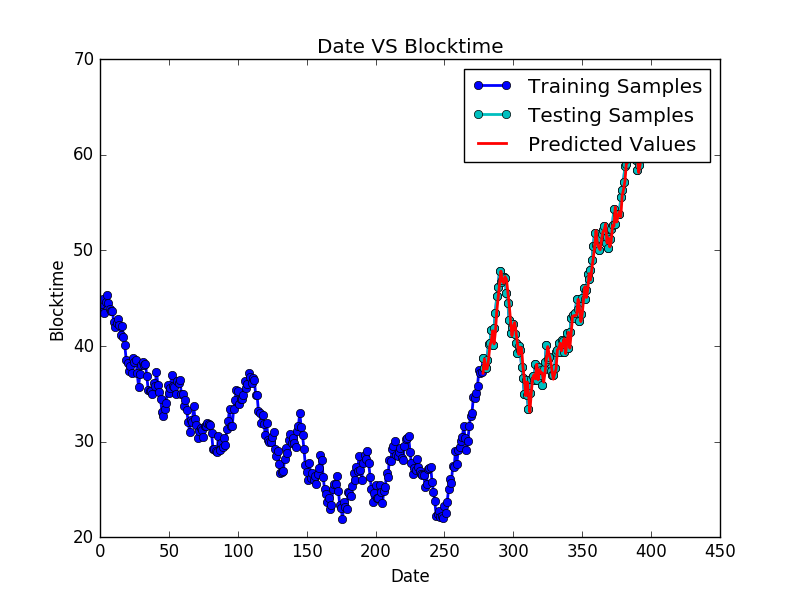 Date VS Blocktime
70
60
50
40
30
20
Blocktime
Training Samples
Testing Samples
Predicted Values
0 50 100 150 200 250 300 350 400 450
Date